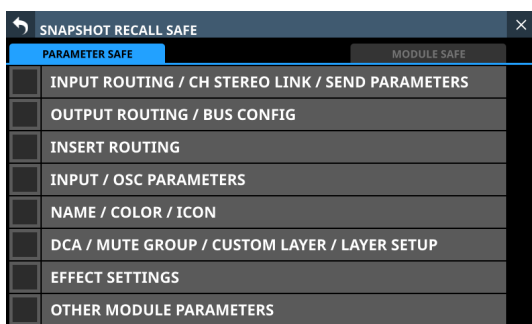 SNAPSHOT RECALL SAFE
PARAMETER SAFE
MODULE SAFE
INPUT ROUTING / CH STEREO LINK / SEND PARAMETERS
OUTPUT ROUTING / BUS CONFIG
INSERT ROUTING
INPUT / OSC PARAMETERS
NAME / COLOR / ICON
DCA / MUTE GROUP / CUSTOM LAYER / LAYER SETUP
EFFECT SETTINGS
OTHER MODULE PARAMETERS